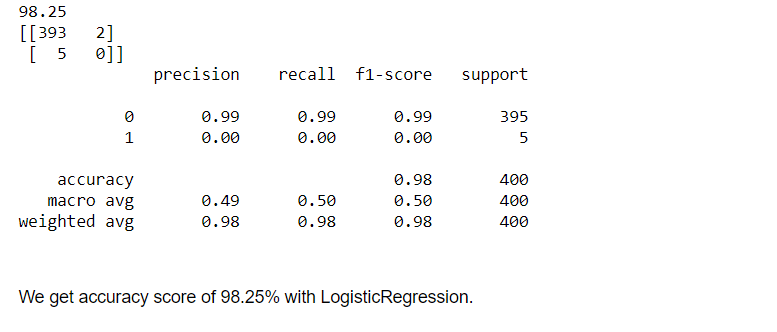 98.25
[[393   2]
 [  5   0]]
              precision    recall  f1-score   support

           0       0.99      0.99      0.99       395
           1       0.00      0.00      0.00         5

    accuracy                           0.98       400
   macro avg       0.49      0.50      0.50       400
weighted avg       0.98      0.98      0.98       400

We get accuracy score of 98.25% with LogisticRegression.